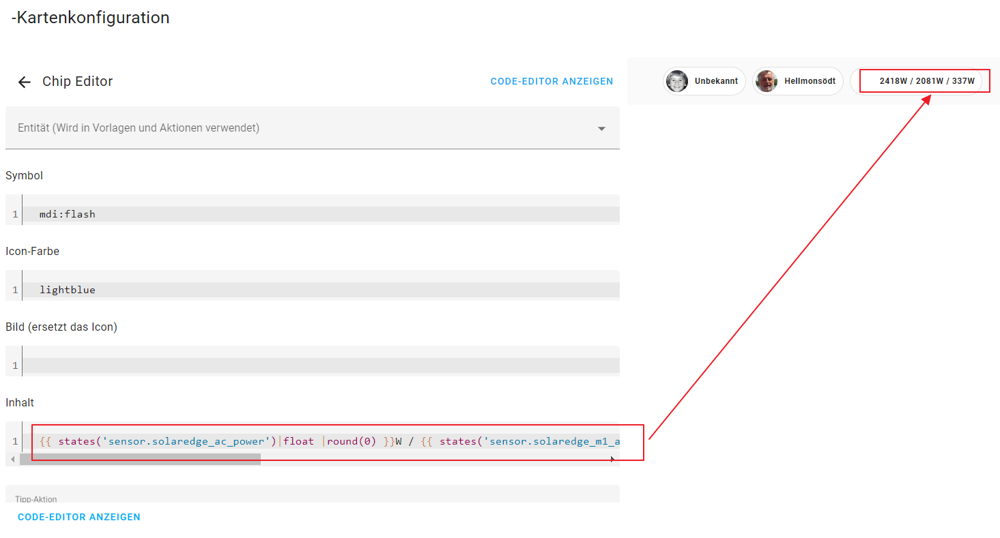 -Kartenkonfiguration
Chip Editor
CODE-EDITOR ANZEIGEN
Unbekannt
Hellmonsödt
2418W / 2081W / 337W
Entität (Wird in Vorlagen und Aktionen verwendet)
Symbol
1 mdi:flash
Icon-Farbe
1 lightblue
Bild (ersetzt das Icon)
1
Inhalt
1 {{ states('sensor.solaredge_ac_power')|float |round(0) }}W / {{ states('sensor.solaredge_m1_a
Tipp-Aktion
CODE-EDITOR ANZEIGEN